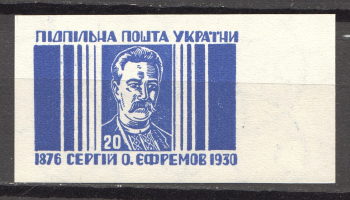 ПІДПІЛЬНА ПОШТА УКРАЇНИ
20
1876 СЕРГІЙ О. ЄФРЕМОВ 1930